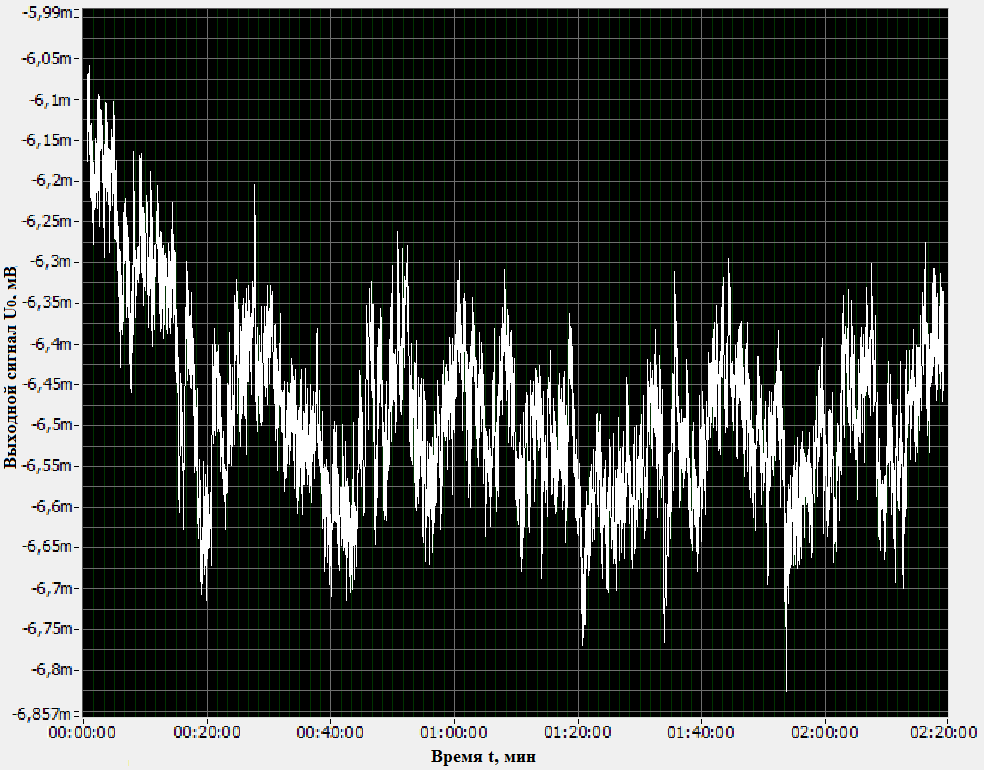 -5,99m
-6,05m
-6,1m
-6,15m
-6,2m
-6,25m
-6,3m
-6,35m
-6,4m
-6,45m
-6,5m
-6,55m
-6,6m
-6,65m
-6,7m
-6,75m
-6,8m
-6,857m
Выходной сигнал U0. мВ
00:00:00 00:20:00 00:40:00 01:00:00 01:20:00 01:40:00 02:00:00 02:20:00
Время t, мин